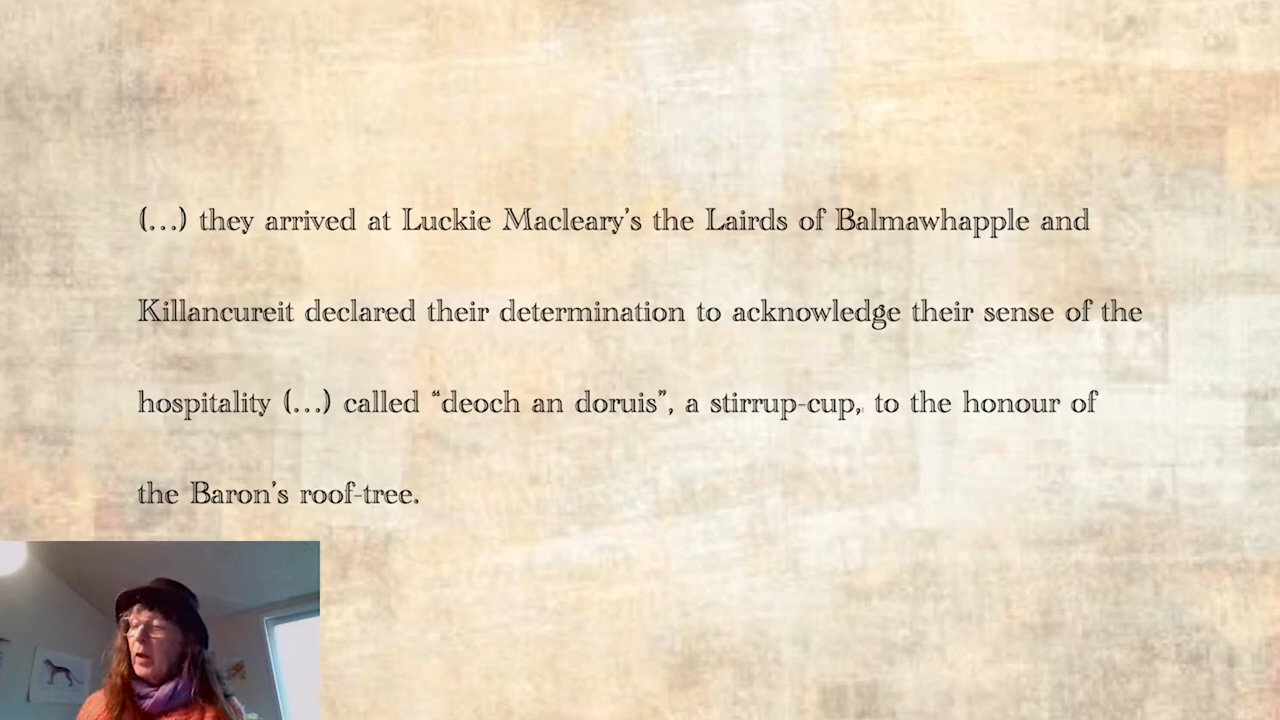 (...) they arrived at Luckie Macleary's the Lairds of Balmawhapple and
Killancureit declared their determination to acknowledge their sense of the
hospitality (...) called “deoch an doruis”, a stirrup-cup, to the honour of
the Baron's roof-tree.